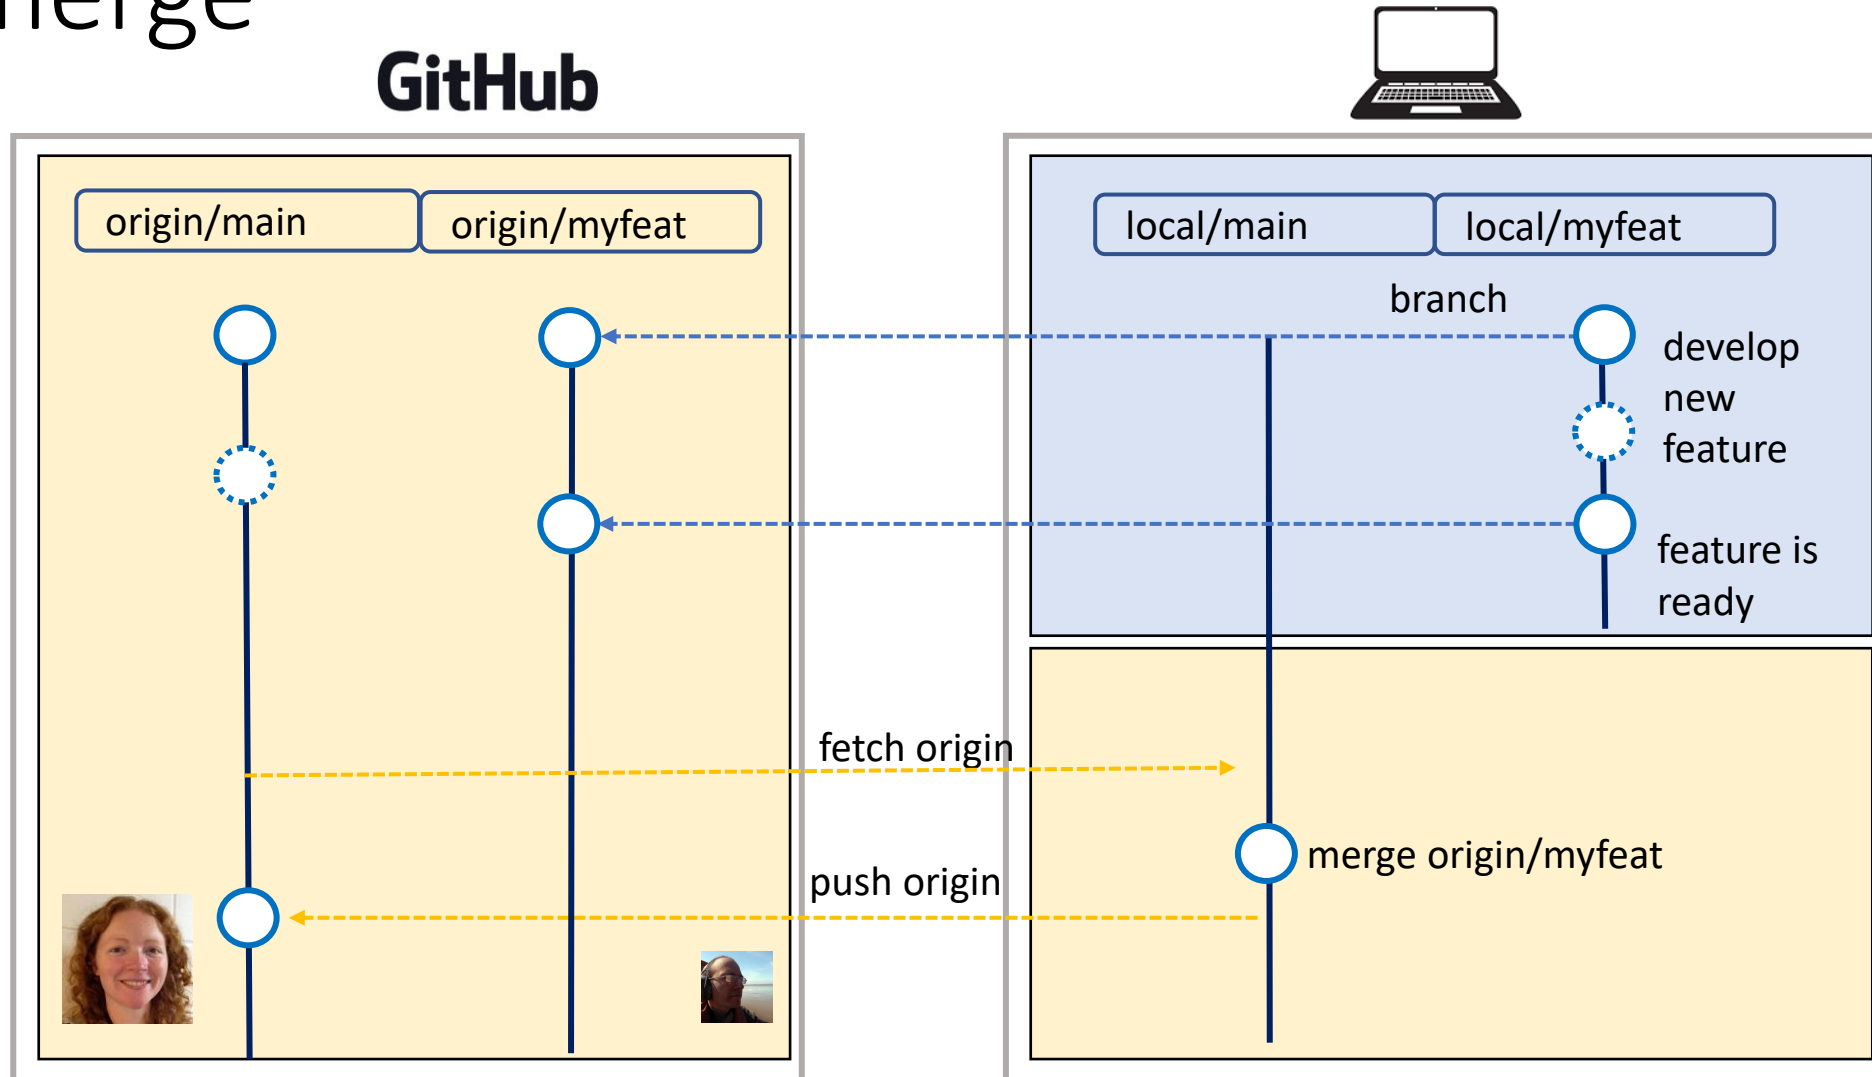 GitHub
origin/main
origin/myfeat
local/main
local/myfeat
branch
develop
new
feature
feature is
ready
fetch origin
merge origin/myfeat
push origin